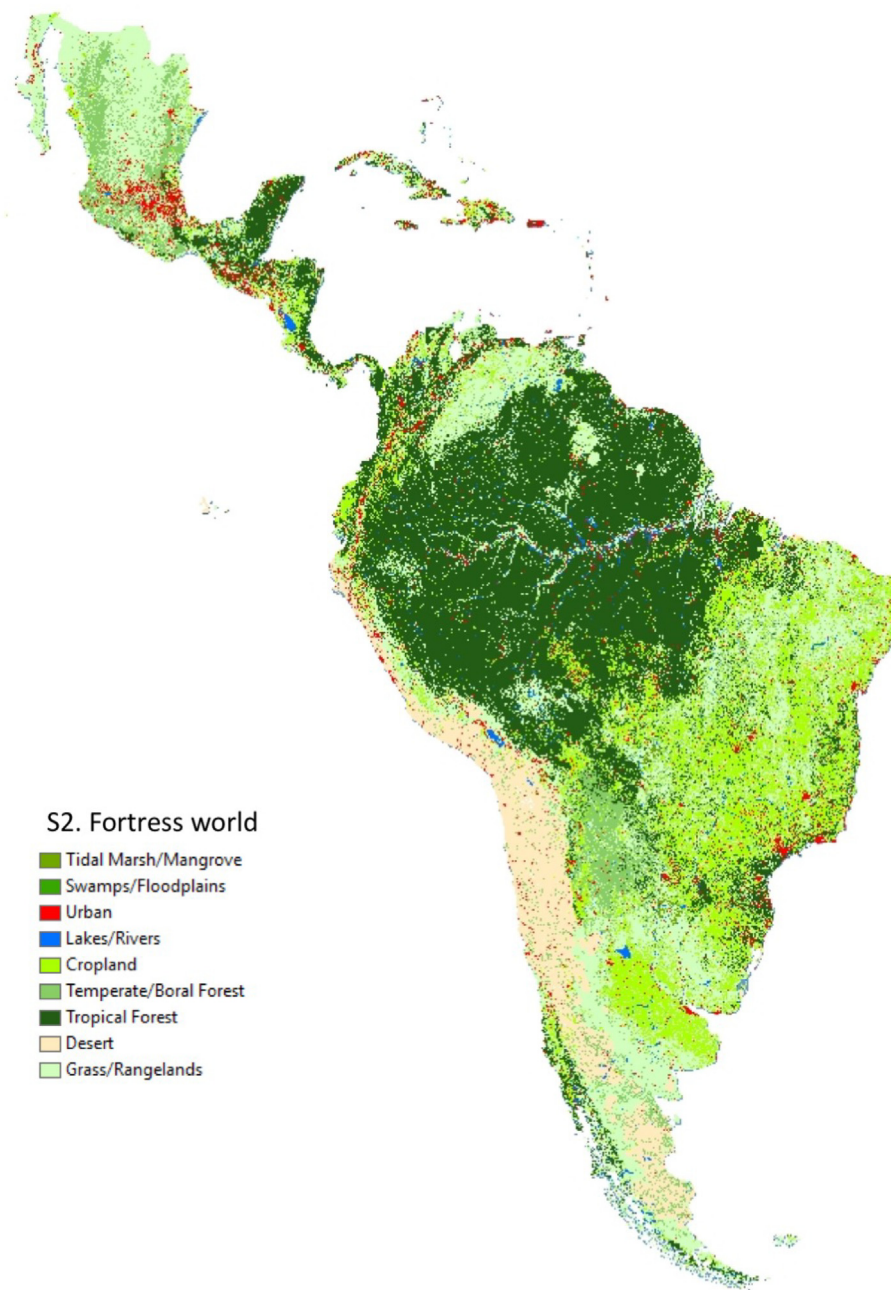 S2. Fortress world
Tidal Marsh/Mangrove
Swamps/Floodplains
Urban
Lakes/Rivers
Cropland
Temperate/Boral Forest
Tropical Forest
Desert
Grass/Rangelands